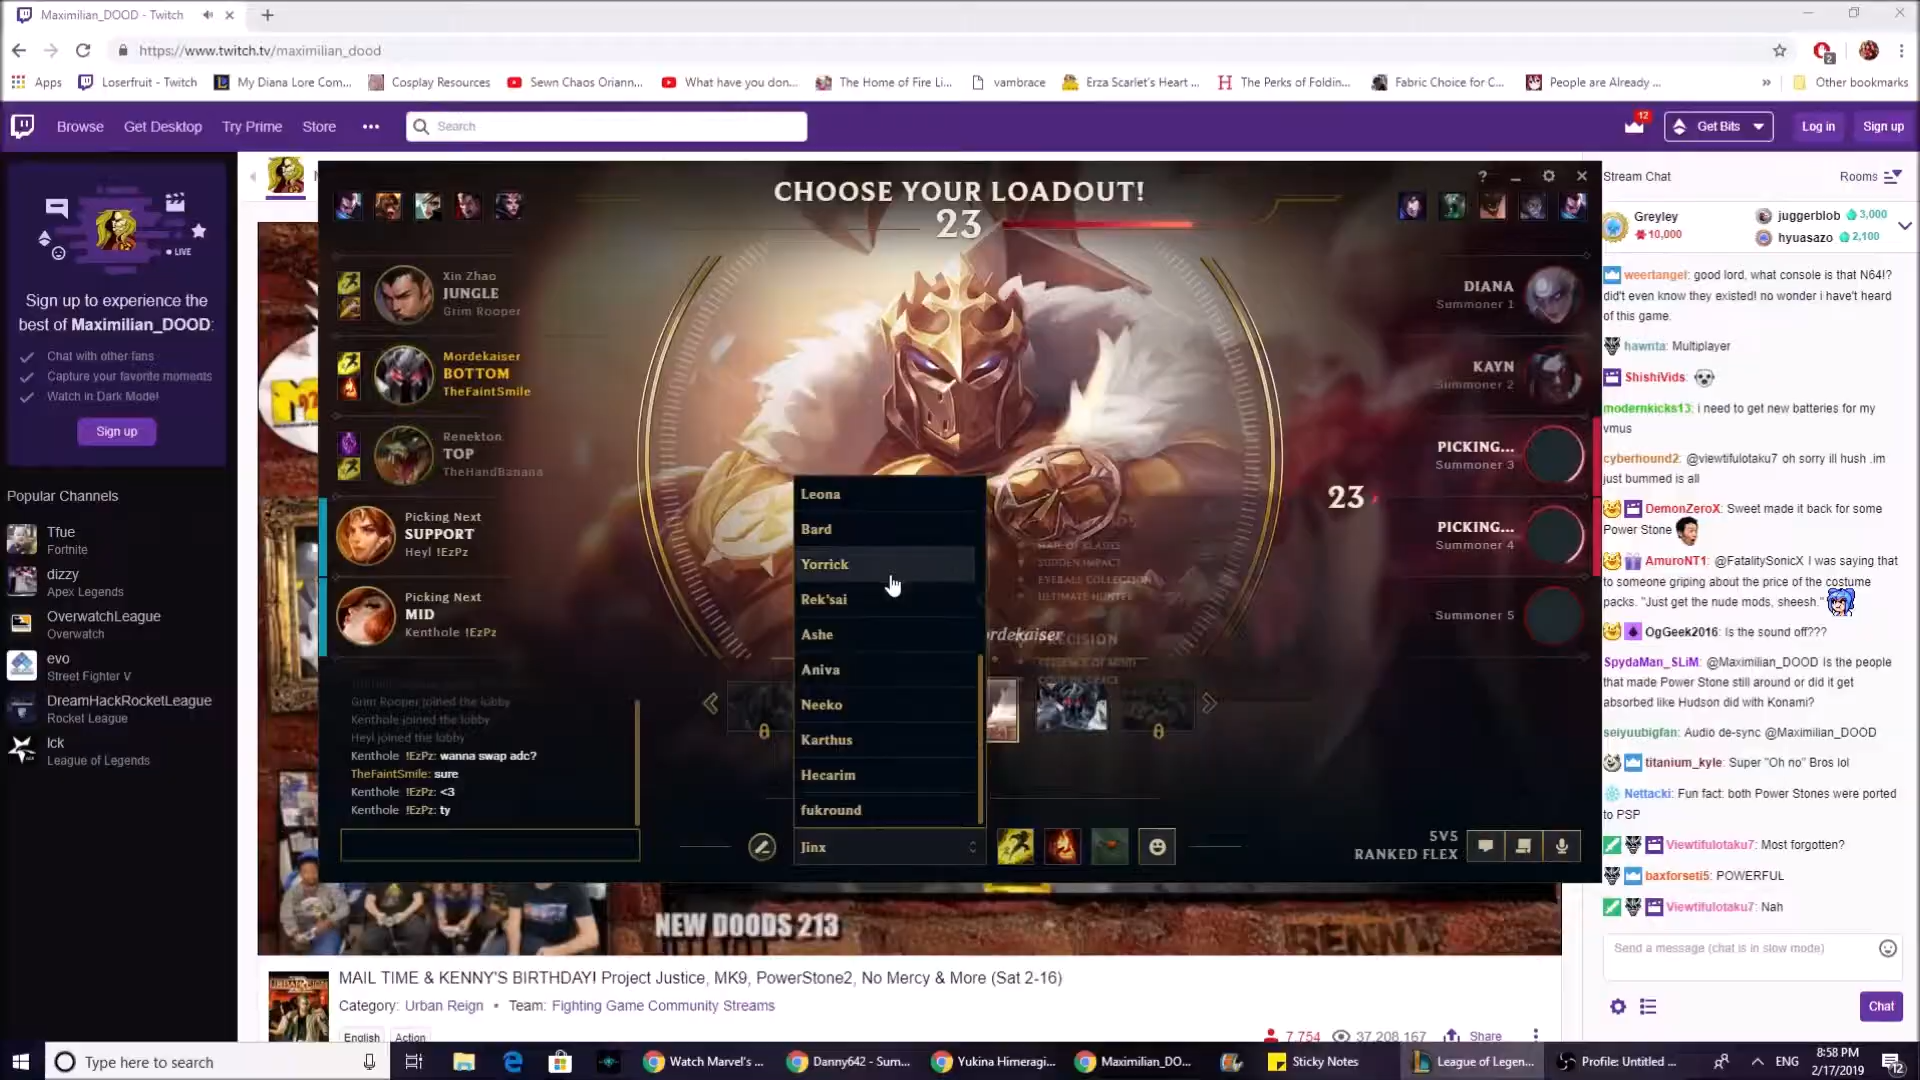 Maximilian_DOOD - Twitch
https://www.twitch.tv/maximilian_dood
2
Apps
Loserfruit - Twitch
My Diana Lore Com...
Cosplay Resources
Sewn Chaos Oriann...
What have you don...
The Home of Fire Li...
vambrace
Erza Scarlet's Heart ...
The Perks of Foldin...
Fabric Choice for C...
People are Already ...
»
Other bookmarks
Browse
Get Desktop
Try Prime
Store
Search
12
Get Bits
Log in
Sign up
LIVE
Sign up to experience the
best of Maximilian_DOOD:
Chat with other fans
Capture your favorite moments
Watch in Dark Mode!
Sign up
Popular Channels
Tfue
Fortnite
dizzy
Apex Legends
OverwatchLeague
Overwatch
evo
Street Fighter V
DreamHackRocketLeague
Rocket League
lck
League of Legends
CHOOSE YOUR LOADOUT!
23
?
Xin Zhao
JUNGLE
Grim Rooper
Mordekaiser
BOTTOM
TheFaintSmile
Renekton
TOP
TheHandBanana
Picking Next
SUPPORT
Heyl !EzPz
Picking Next
MID
Kenthole !EzPz
Grim Rooper joined the lobby
Kenthole joined the lobby
Heyl joined the lobby
Kenthole !EzPz: wanna swap adc?
TheFaintSmile: sure
Kenthole !EzPz: <3
Kenthole !EzPz: ty
Leona
Bard
Yorrick
Rek'sai
Ashe
Aniva
Neeko
Karthus
Hecarim
fukround
Jinx
SUDDEN IMPACT
EYEBALL COLLECTION
ULTIMATE HUNTER
ordekaiser
PRECISION
DIANA
Summoner 1
KAYN
Summoner 2
PICKING...
Summoner 3
23
PICKING...
Summoner 4
Summoner 5
5V5
RANKED FLEX
NEW DOODS 213
MAIL TIME & KENNY'S BIRTHDAY! Project Justice, MK9, PowerStone2, No Mercy & More (Sat 2-16)
Category: Urban Reign • Team: Fighting Game Community Streams
English
Action
7,754
37,208,167
Share
Stream Chat
Rooms
Greyley
10,000
juggerblob 3,000
hyuasazo 2,100
weertangel: good lord, what console is that N64!?
did't even know they existed! no wonder i hav'et heard
of this game.
hawnta: Multiplayer
ShishiVids:
modernkicks13: i need to get new batteries for my
vmus
cyberhound2: @viewtifulotaku7 oh sorry ill hush .im
just bummed is all
DemonZeroX: Sweet made it back for some
Power Stone
AmuroNT1: @FatalitySonicX I was saying that
to someone griping about the price of the costume
packs. "Just get the nude mods, sheesh."
OgGeek2016: Is the sound off???
SpydaMan_SLiM: @Maximilian_DOOD Is the people
that made Power Stone still around or did it get
absorbed like Hudson did with Konami?
seiyuubigfan: Audio de-sync @Maximilian_DOOD
titanium_kyle: Super "Oh no" Bros lol
Nettacki: Fun fact: both Power Stones were ported
to PSP
Viewtifulotaku7: Most forgotten?
baxforseti5: POWERFUL
Viewtifulotaku7: Nah
Send a message (chat is in slow mode)
Chat
Type here to search
Watch Marvel's ...
Danny642 - Sum...
Yukina Himeragi...
Maximilian_DO...
Sticky Notes
League of Legen...
Profile: Untitled ...
ENG
8:58 PM
2/17/2019
12